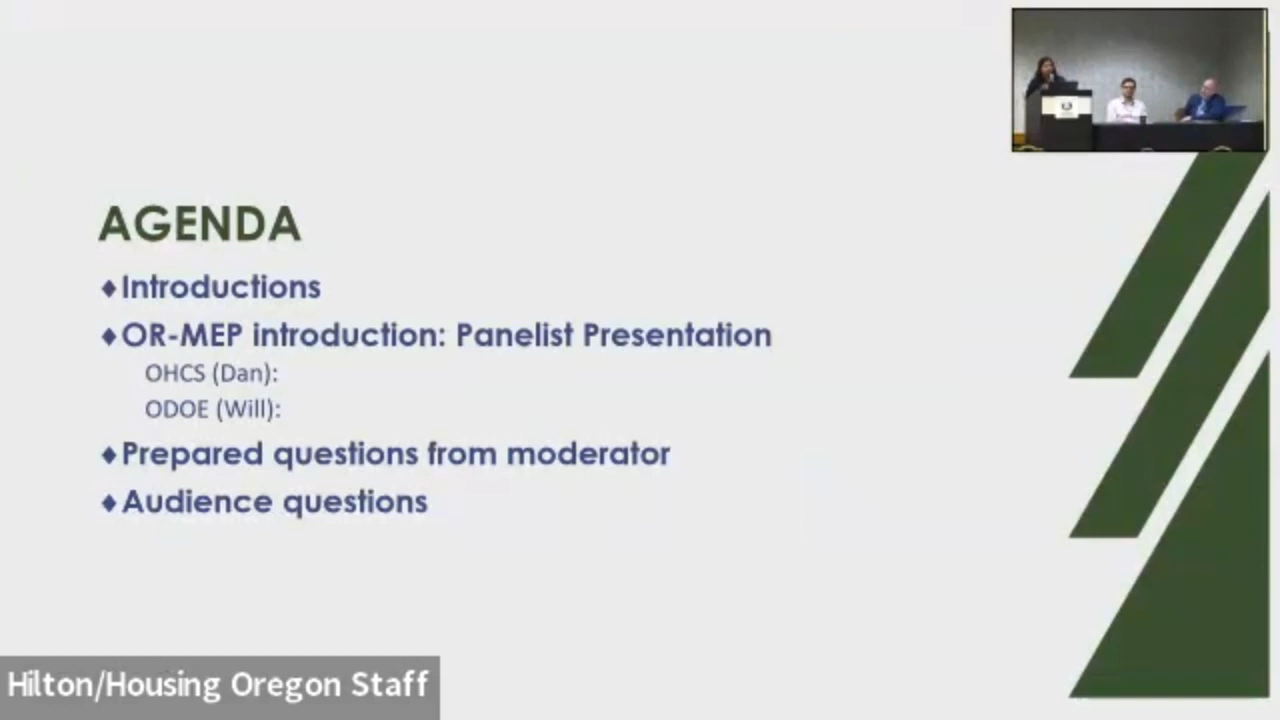 AGENDA
♦Introductions
♦OR-MEP introduction: Panelist Presentation
OHCS (Dan):
ODOE (Will):
♦Prepared questions from moderator
♦Audience questions
Hilton/Housing Oregon Staff